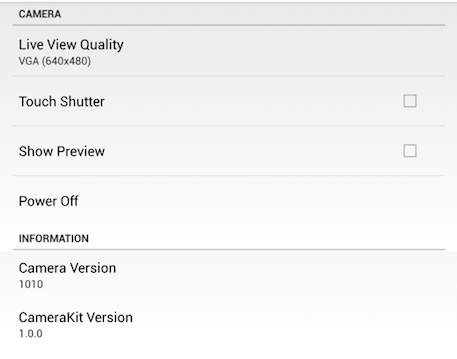 CAMERA
Live View Quality
VGA (640x480)
Touch Shutter
Show Preview
Power Off
INFORMATION
Camera Version
1010
CameraKit Version
1.0.0